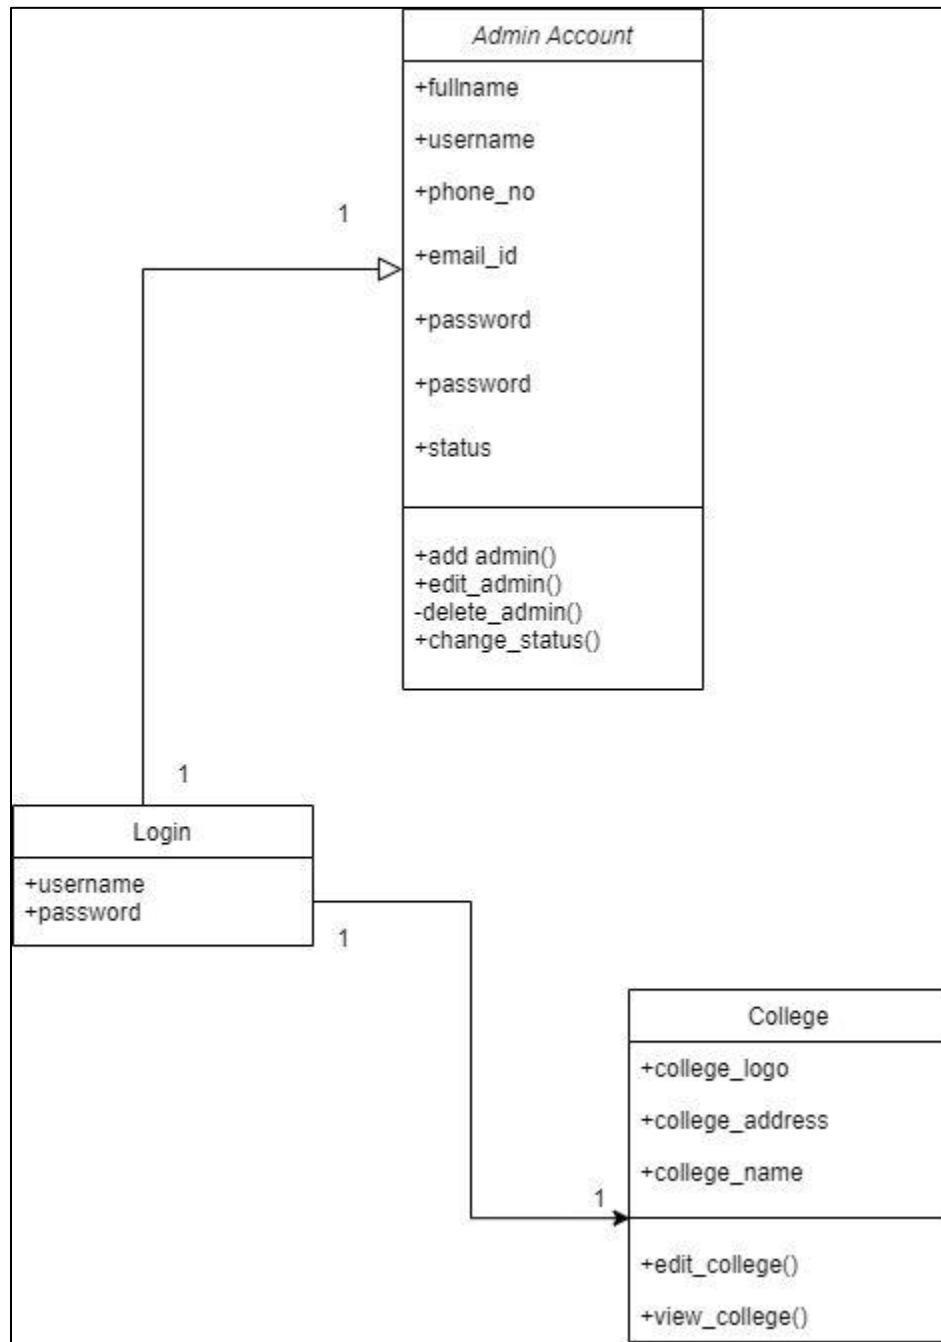 Admin Account
+fullname
+username
+phone_no
1
+email_id
+password
+password
+status
+add admin()
+edit_admin()
-delete_admin()
+change_status()
1
Login
+username
+password
1
College
+college_logo
+college_address
+college_name
1
+edit_college()
+view_college()